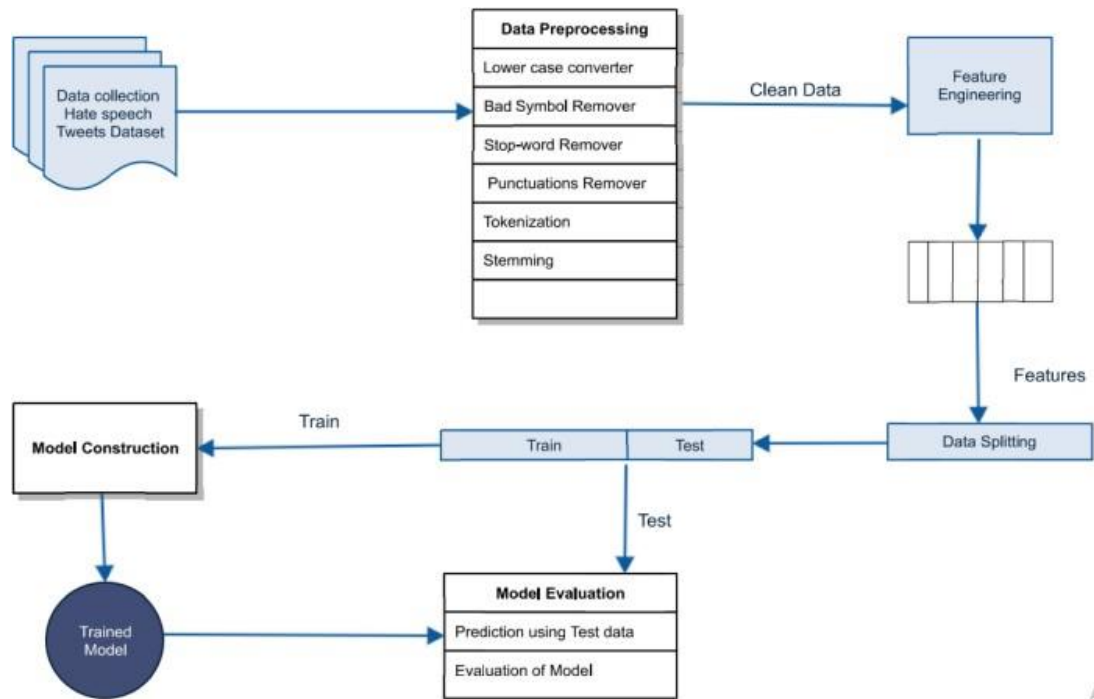 Data collection
Hate speech
Tweets Dataset
Data Preprocessing
Lower case converter
Bad Symbol Remover
Stop-word Remover
Punctuations Remover
Tokenization
Stemming
Clean Data
Feature
Engineering
Features
Data Splitting
Train
Test
Train
Model Construction
Test
Trained
Model
Model Evaluation
Prediction using Test data
Evaluation of Model